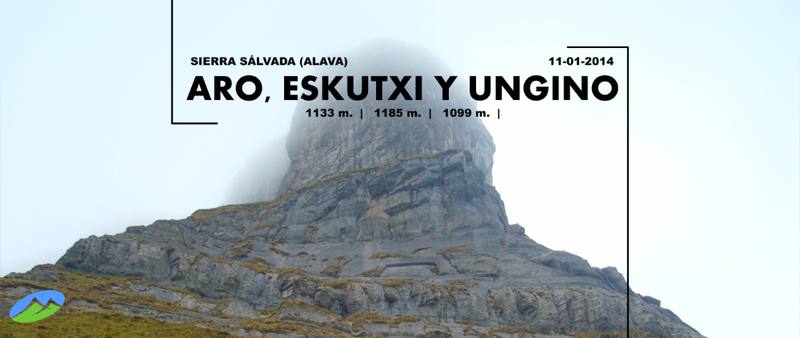 SIERRA SÁLVADA (ALAVA) 11-01-2014
ARO, ESKUTXI Y UNGINO
1133 m. | 1185 m. | 1099 m. |